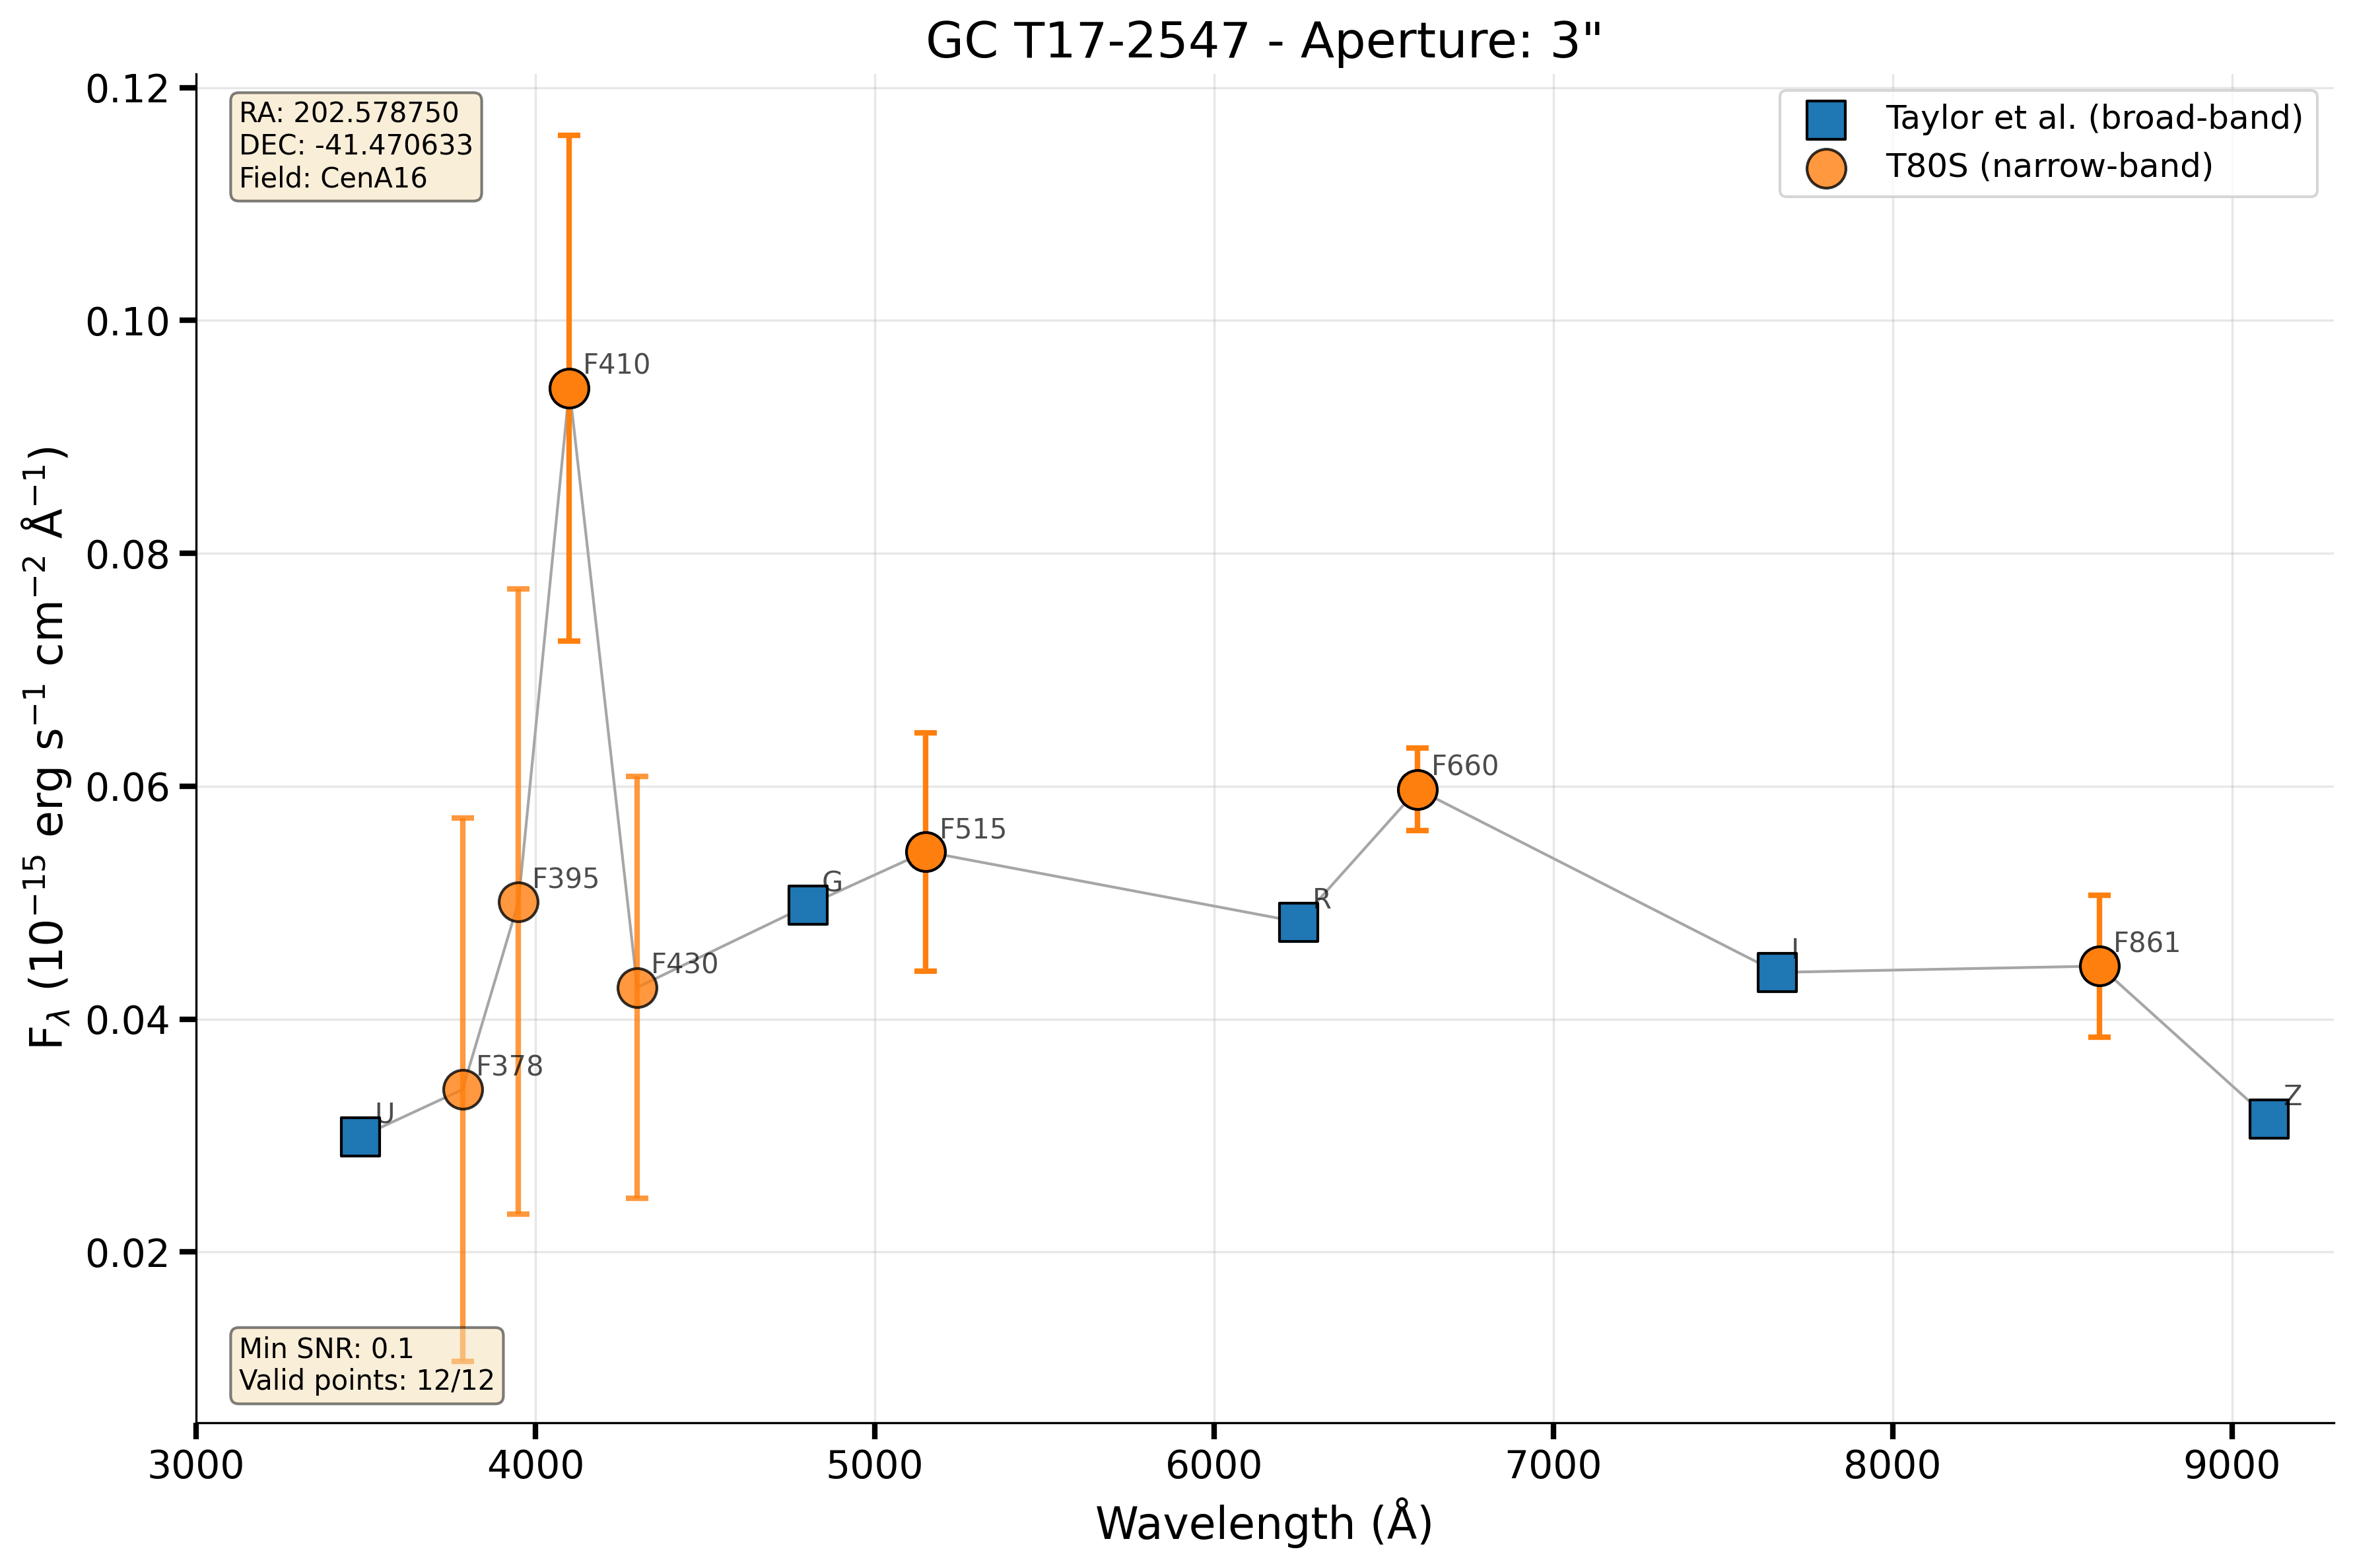 GC T17-2547 - Aperture: 3"
RA: 202.578750
DEC: -41.470633
Field: CenA16
Taylor et al. (broad-band)
T80S (narrow-band)
0.12
0.10
0.08
0.06
0.04
0.02
F_λ (10⁻¹⁵ erg s⁻¹ cm⁻² Å⁻¹)
U
F378
F395
F410
F430
G
F515
R
F660
I
F861
Z
Min SNR: 0.1
Valid points: 12/12
3000 4000 5000 6000 7000 8000 9000
Wavelength (Å)